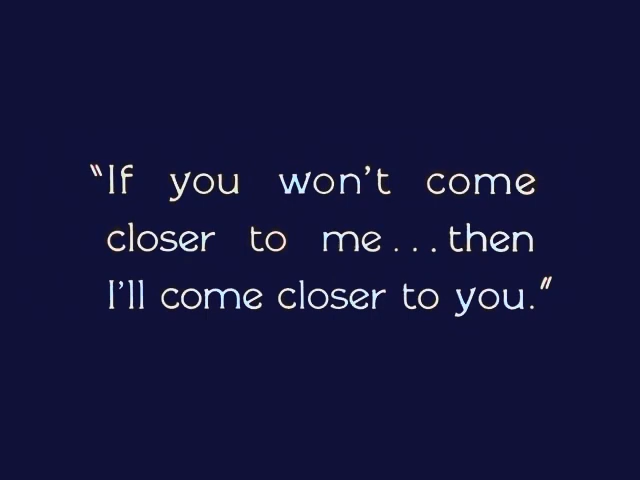 “If you won’t come
closer to me...then
I’ll come closer to you.”